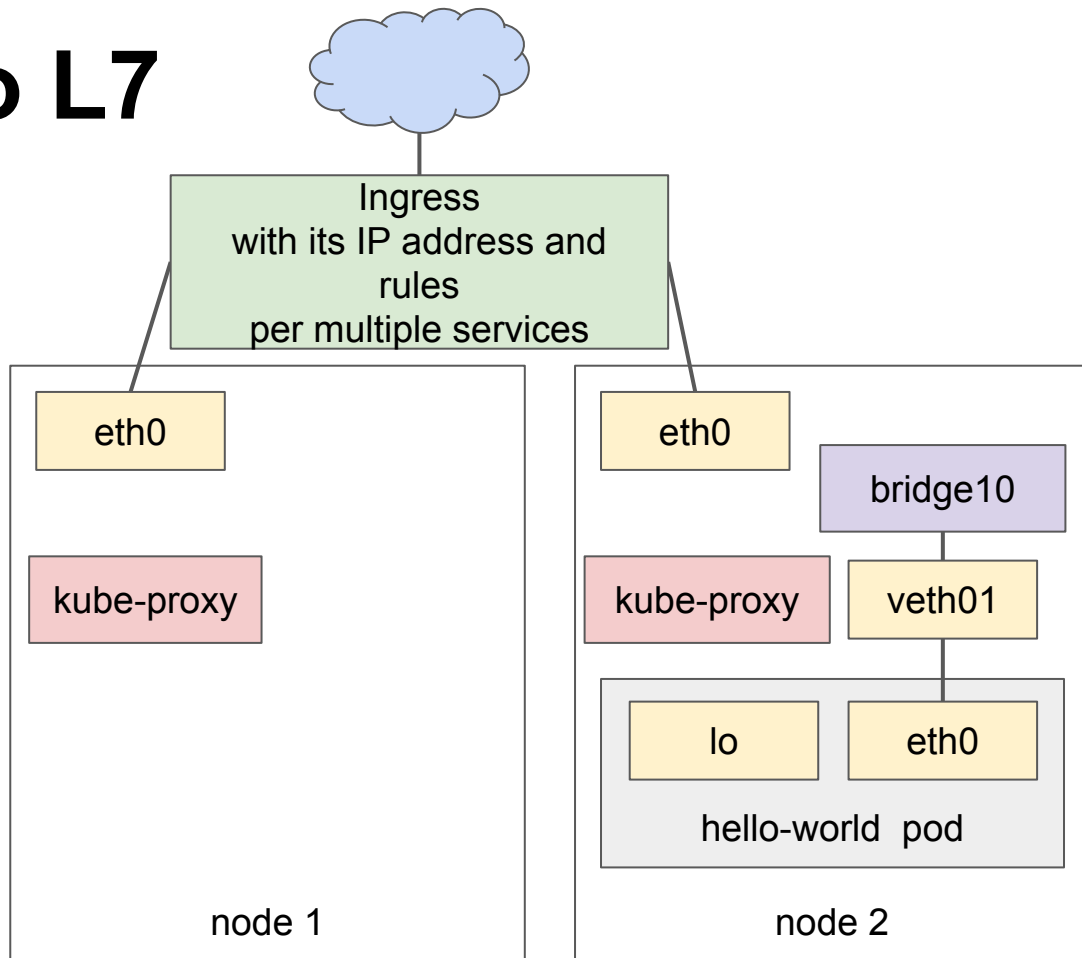 o L7
Ingress
with its IP address and
rules
per multiple services
eth0
eth0
bridge10
kube-proxy
kube-proxy
veth01
lo
eth0
hello-world pod
node 1
node 2